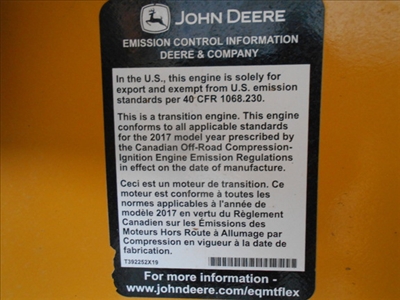 JOHN DEERE
EMISSION CONTROL INFORMATION
DEERE & COMPANY
In the U.S., this engine is solely for
export and exempt from U.S. emission
standards per 40 CFR 1068.230.
This is a transition engine. This engine
conforms to all applicable standards
for the 2017 model year prescribed by
the Canadian Off-Road Compression-
Ignition Engine Emission Regulations
in effect on the date of manufacture.
Ceci est un moteur de transition. Ce
moteur est conforme à toutes les
normes applicables à l'année de
modèle 2017 en vertu du Règlement
Canadien sur les Émissions des
Moteurs Hors Route à Allumage par
Compression en vigueur à la date de
fabrication.
T392252X19
For more information -
www.johndeere.com/eqmtflex